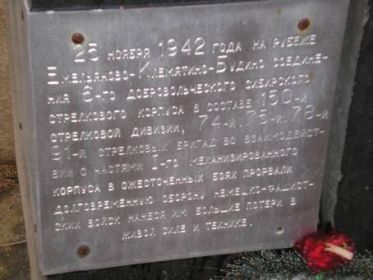 25 ноября 1942 года на рубеже
Емельяново-Клемятино-Будино соедине-
ния 6-го добровольческого сибирского
стрелкового корпуса в составе 150-й
стрелковой дивизии, 74-й, 75-й, 78-й
91-й стрелковых бригад во взаимодейст-
вии с частями 1-го механизированного
корпуса в ожесточенных боях прорвали
долговременную оборону немецко-фашист-
ских войск нанеся им большие потери в
живой силе и технике.